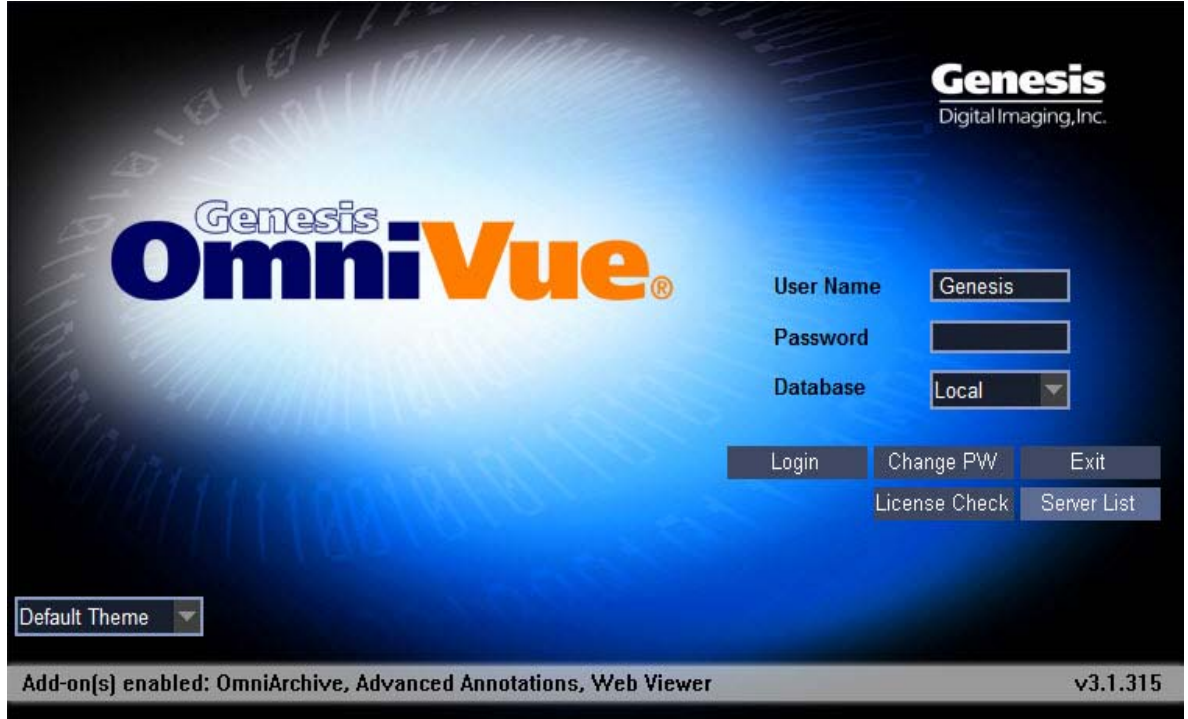 Genesis
Digital Imaging, Inc.
Genesis
OmniVue®
User Name Genesis
Password
Database Local
Login Change PW Exit
License Check Server List
Default Theme
Add-on(s) enabled: OmniArchive, Advanced Annotations, Web Viewer v3.1.315